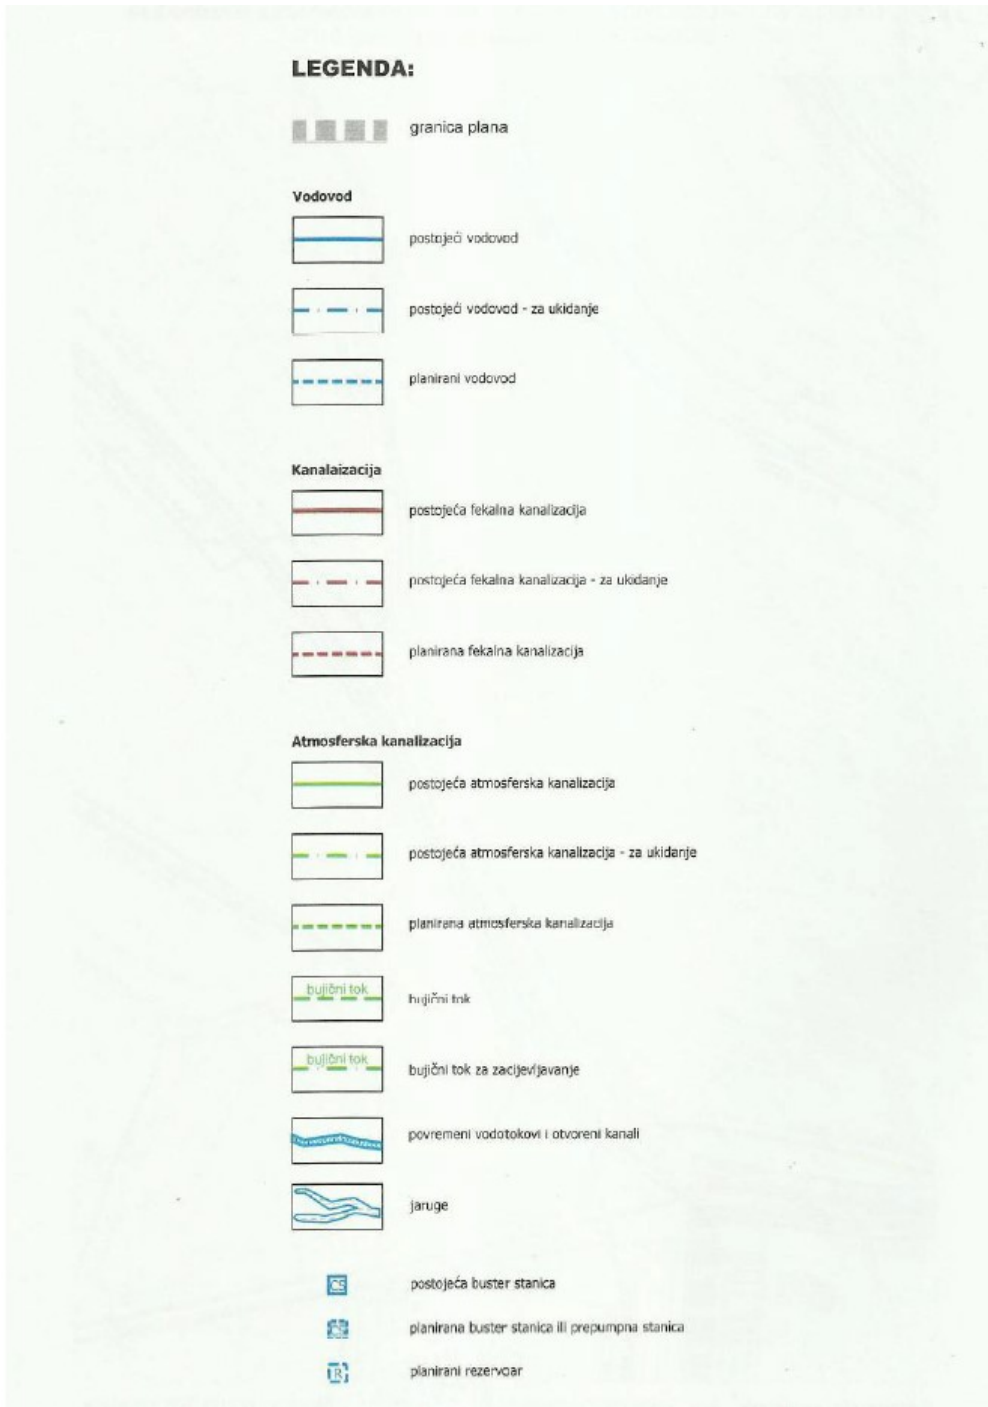 LEGENDA:
granica plana
Vodovod
postojeći vodovod
postojeći vodovod - za ukidanje
planirani vodovod
Kanalaizacija
postojeća fekalna kanalizacija
postojeća fekalna kanalizacija - za ukidanje
planirana fekalna kanalizacija
Atmosferska kanalizacija
postojeća atmosferska kanalizacija
postojeća atmosferska kanalizacija - za ukidanje
planirana atmosferska kanalizacija
bujični tok bujični tok
bujični tok bujični tok za zacijevljavanje
povremeni vodotokovi i otvoreni kanali
jaruge
CS postojeća buster stanica
CS planirana buster stanica ili prepumpna stanica
R planirani rezervoar